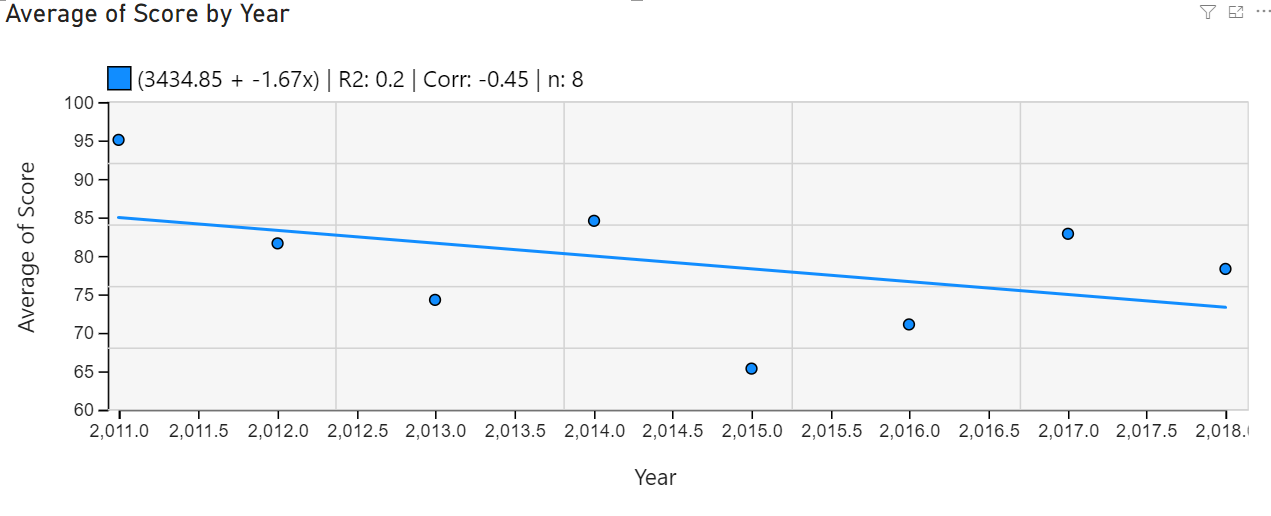 Average of Score by Year
(3434.85 + -1.67x) | R2: 0.2 | Corr: -0.45 | n: 8
100
95
90
85
80
75
70
65
60
Average of Score
2,011.0 2,011.5 2,012.0 2,012.5 2,013.0 2,013.5 2,014.0 2,014.5 2,015.0 2,015.5 2,016.0 2,016.5 2,017.0 2,017.5 2,018.0
Year